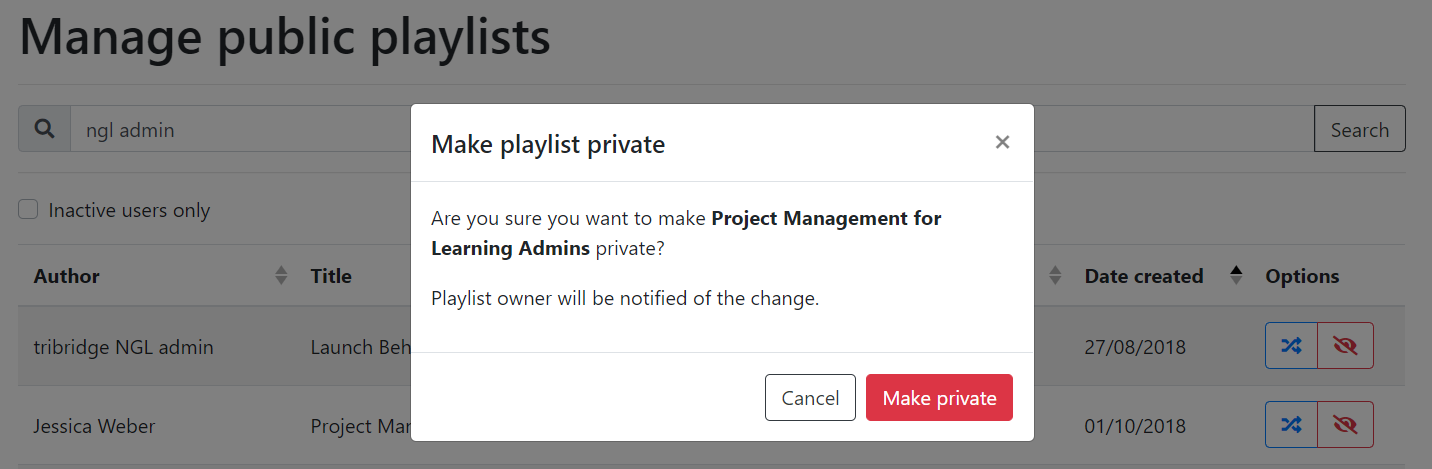 Manage public playlists
ngl admin
Search
Make playlist private
×
Are you sure you want to make Project Management for
Learning Admins private?
Playlist owner will be notified of the change.
Cancel
Make private
Inactive users only
Author Title Date created Options
tribridge NGL admin Launch Beh 27/08/2018
Jessica Weber Project Mar 01/10/2018